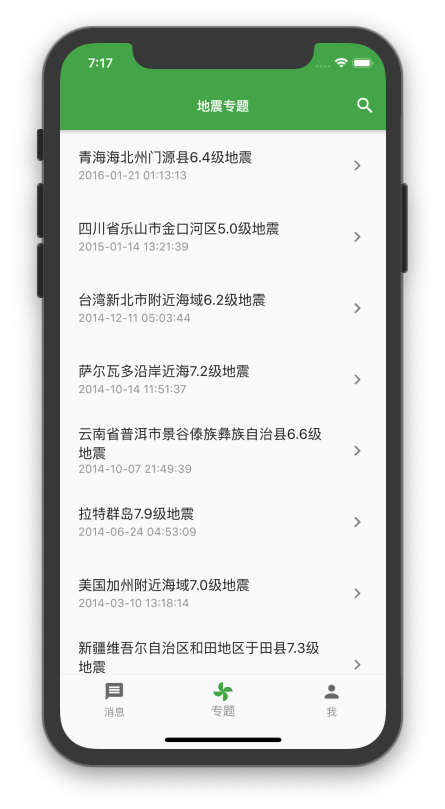 7:17
地震专题
青海海北州门源县6.4级地震
2016-01-21 01:13:13
四川省乐山市金口河区5.0级地震
2015-01-14 13:21:39
台湾新北市附近海域6.2级地震
2014-12-11 05:03:44
萨尔瓦多沿岸近海7.2级地震
2014-10-14 11:51:37
云南省普洱市景谷傣族彝族自治县6.6级
地震
2014-10-07 21:49:39
拉特群岛7.9级地震
2014-06-24 04:53:09
美国加州附近海域7.0级地震
2014-03-10 13:18:14
新疆维吾尔自治区和田地区于田县7.3级
地震
消息
专题
我